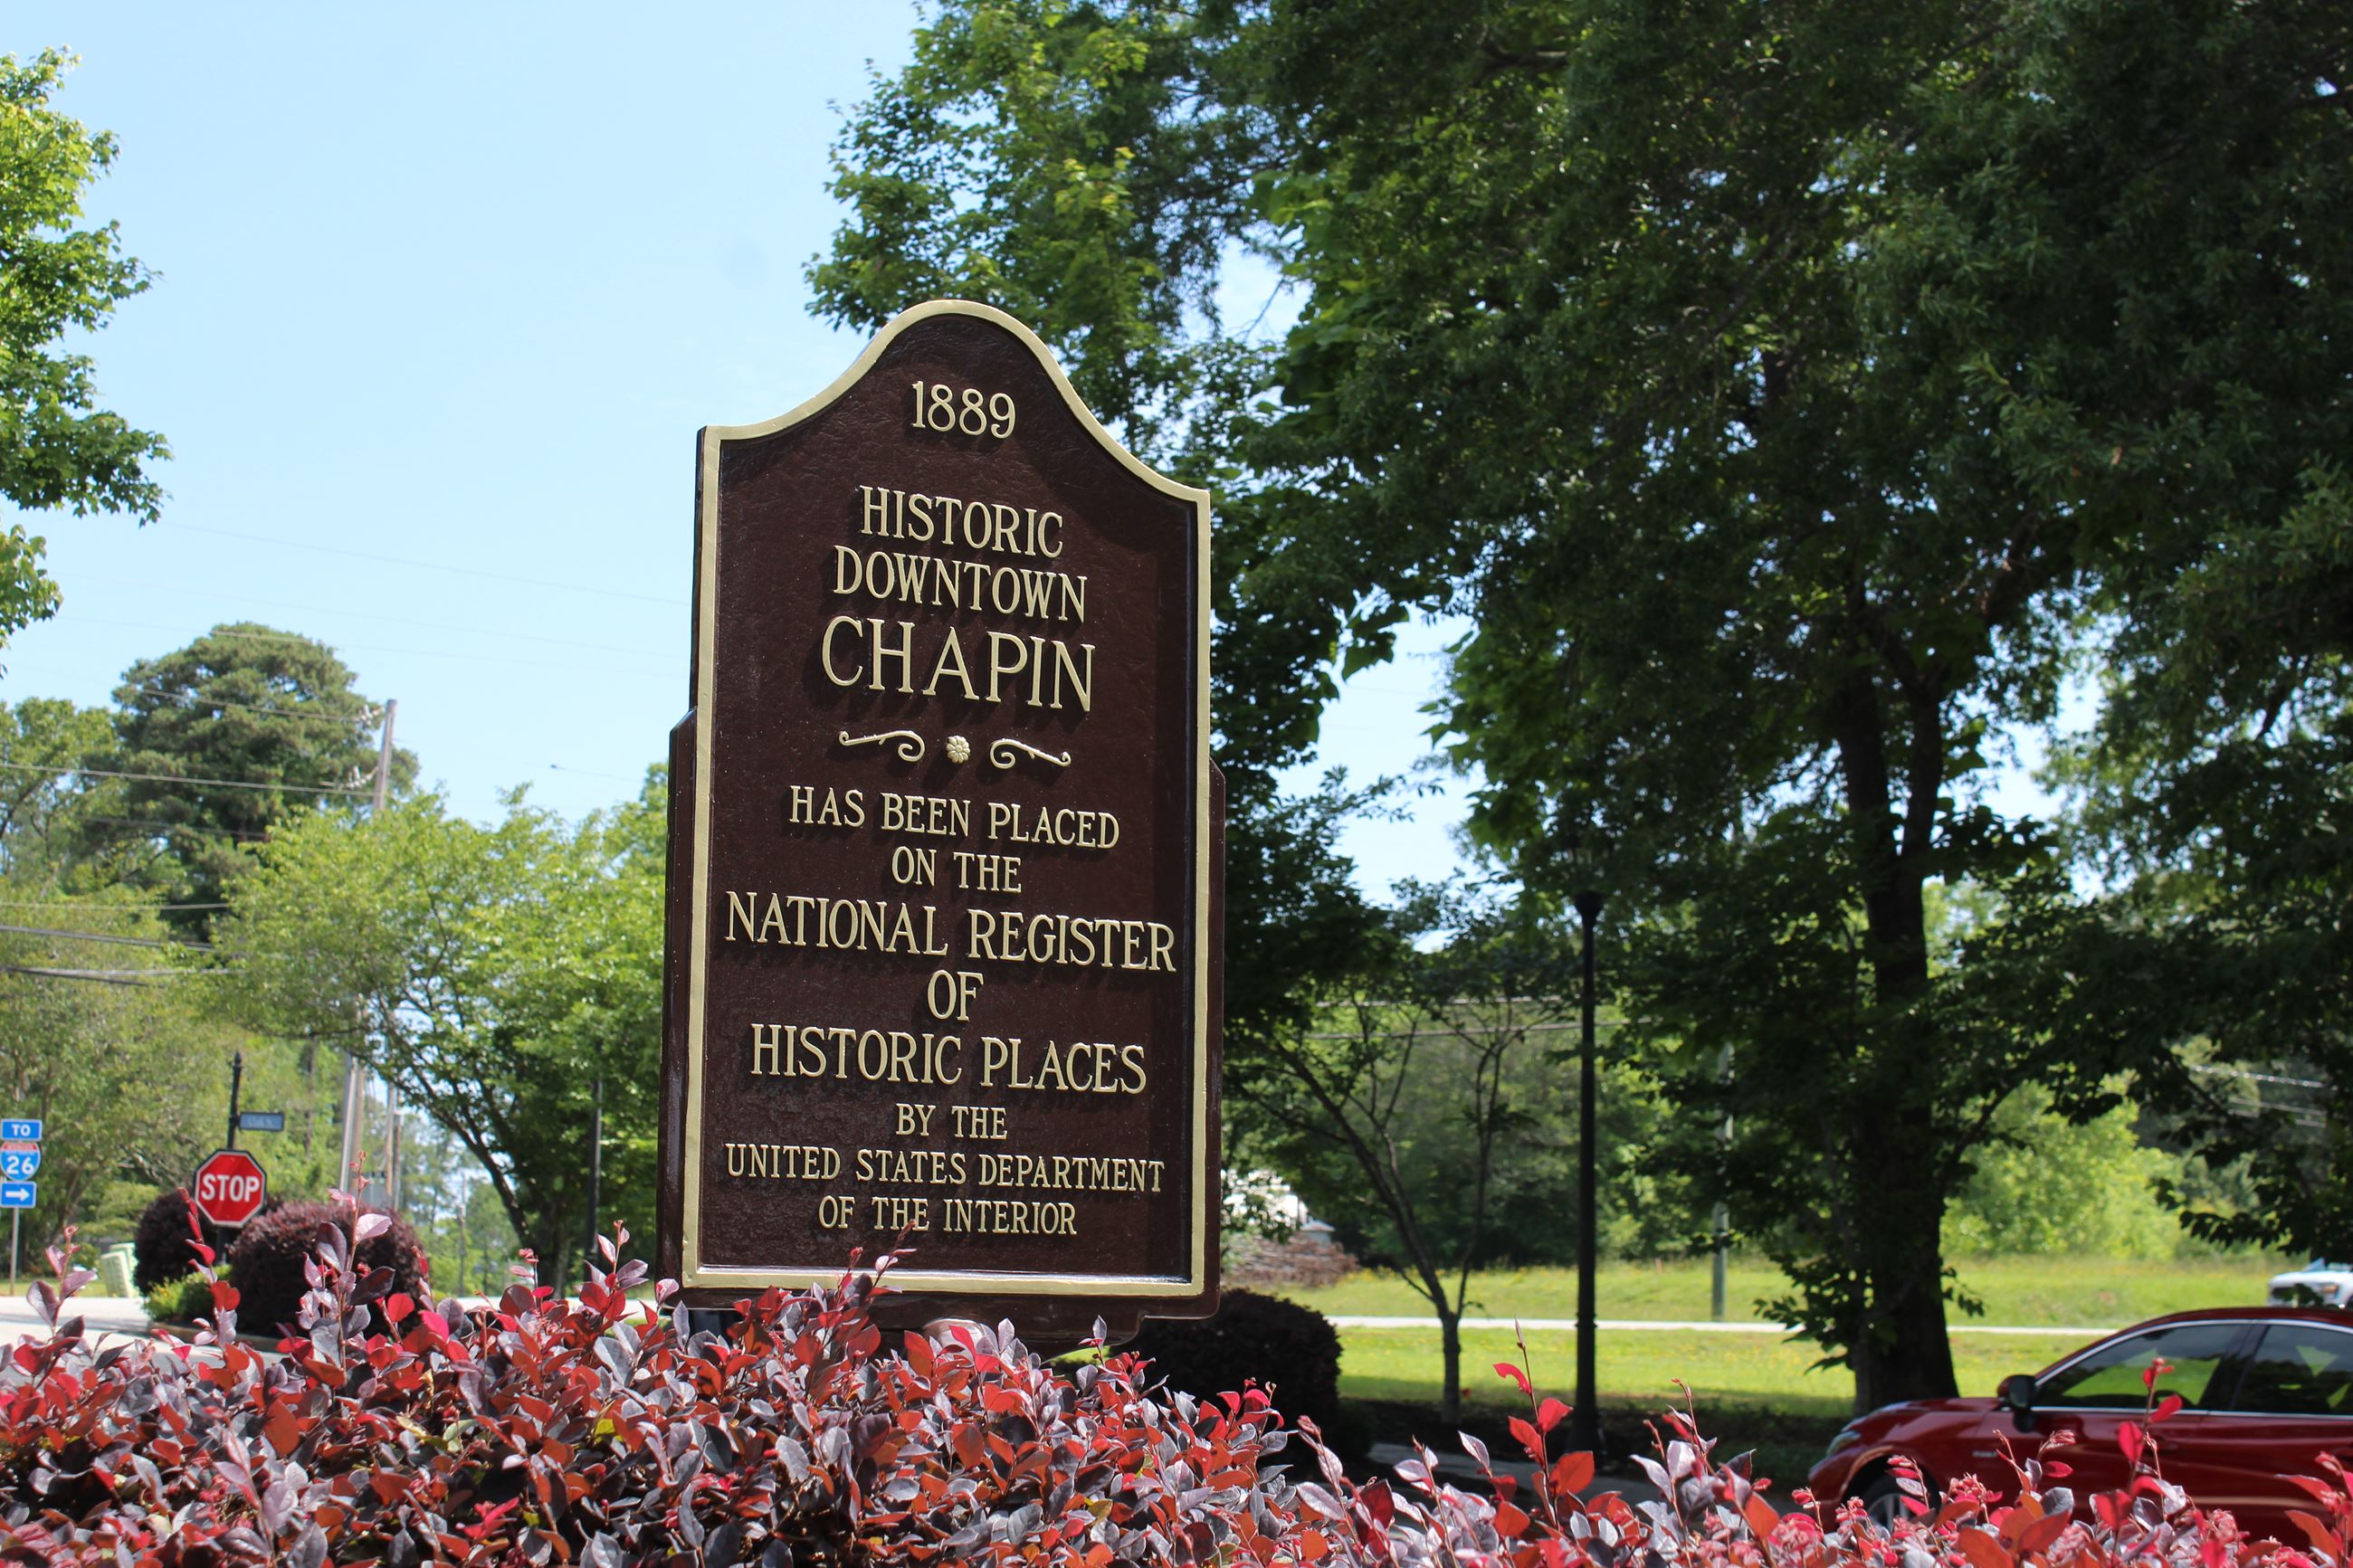 1889
HISTORIC
DOWNTOWN
CHAPIN
HAS BEEN PLACED
ON THE
NATIONAL REGISTER
OF
HISTORIC PLACES
BY THE
UNITED STATES DEPARTMENT
OF THE INTERIOR
TO
26
STOP